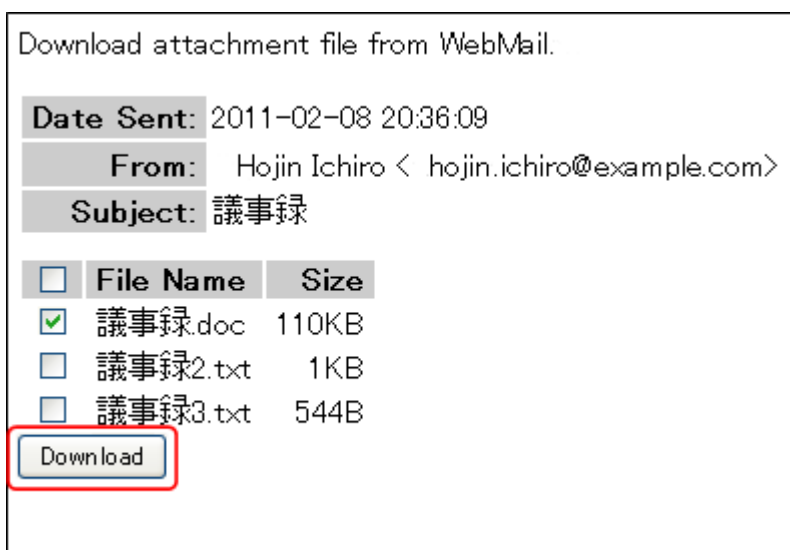 Download attachment file from WebMail.
Date Sent: 2011-02-08 20:36:09
From: Hojin Ichiro < hojin.ichiro@example.com>
Subject: 議事録
File Name Size
議事録.doc 110KB
議事録2.txt 1KB
議事録3.txt 544B
Download